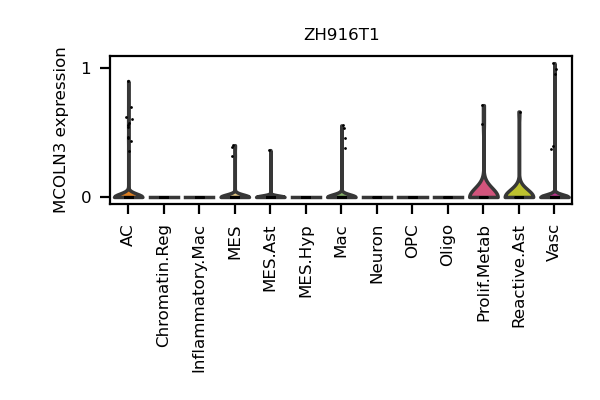 ZH916T1
MCOLN3 expression
1
0
AC
Chromatin.Reg
Inflammatory.Mac
MES
MES.Ast
MES.Hyp
Mac
Neuron
OPC
Oligo
Prolif.Metab
Reactive.Ast
Vasc